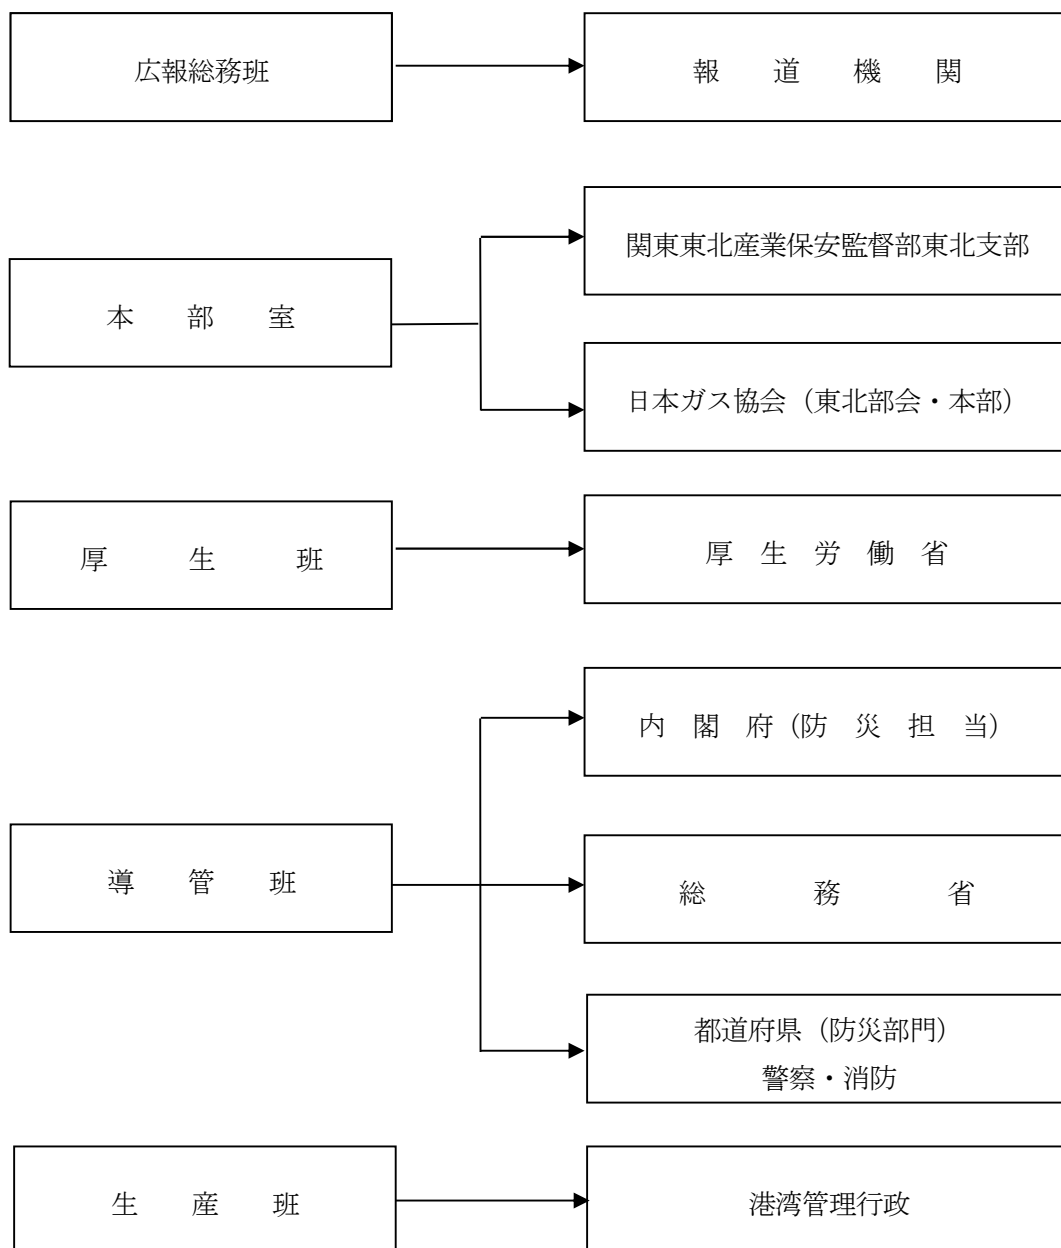 広報総務班
報　道　機　関
関東東北産業保安監督部東北支部
本　部　室
日本ガス協会（東北部会・本部）
厚　生　班
厚　生　労　働　省
内　閣　府（防　災　担　当）
導　管　班
総　務　省
都道府県（防災部門）
警察・消防
生　産　班
港湾管理行政